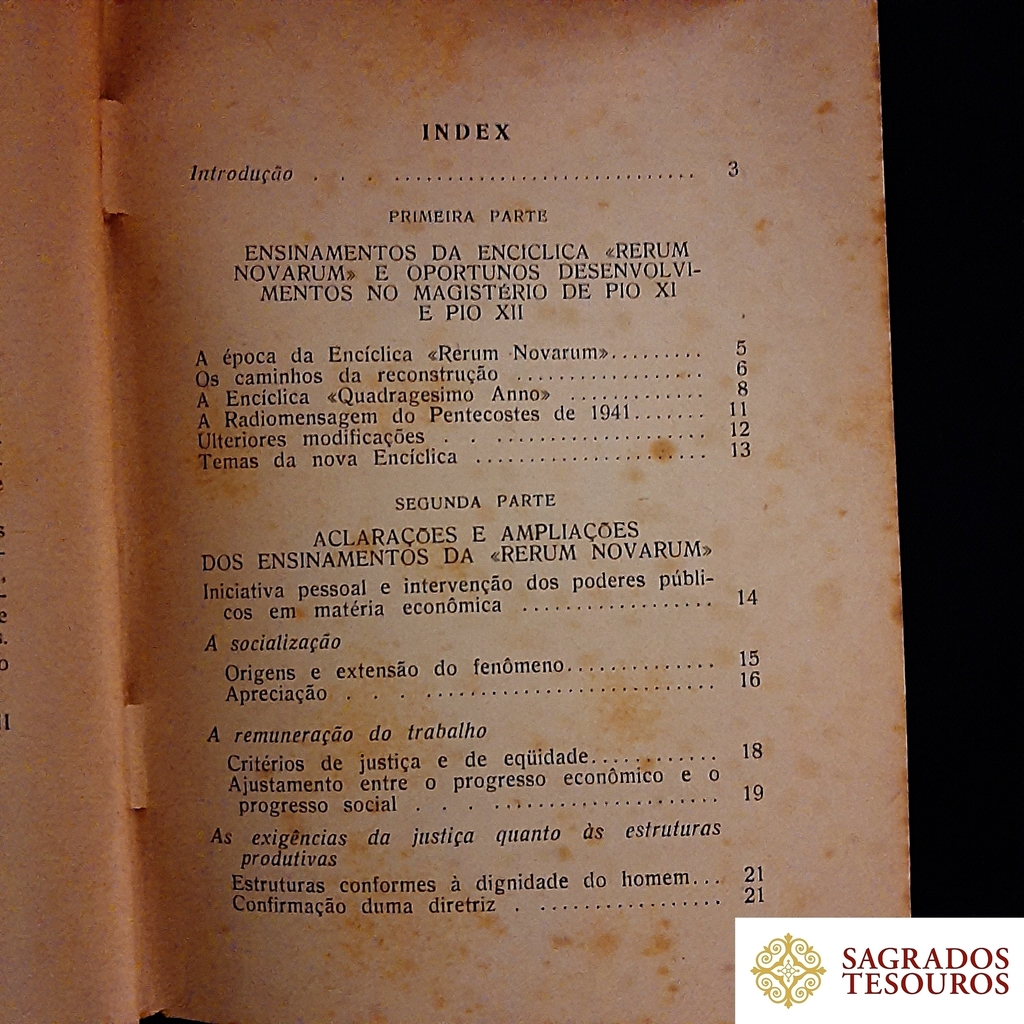 INDEX
Introdução . . . .............................. 3
PRIMEIRA PARTE
ENSINAMENTOS DA ENCÍCLICA «RERUM
NOVARUM» E OPORTUNOS DESENVOLVI-
MENTOS NO MAGISTÉRIO DE PIO XI
E PIO XII
A época da Encíclica «Rerum Novarum»......... 5
Os caminhos da reconstrução .................. 6
A Encíclica «Quadragesimo Anno» ............. 8
A Radiomensagem do Pentecostes de 1941....... 11
Ulteriores modificações . . .................... 12
Temas da nova Encíclica ...................... 13
SEGUNDA PARTE
ACLARAÇÕES E AMPLIAÇÕES
DOS ENSINAMENTOS DA «RERUM NOVARUM»
Iniciativa pessoal e intervenção dos poderes públi-
cos em matéria econômica .................. 14
A socialização
Origens e extensão do fenômeno.............. 15
Apreciação . . . ............................ 16
A remuneração do trabalho
Critérios de justiça e de eqüidade............ 18
Ajustamento entre o progresso econômico e o
progresso social . . . ...................... 19
As exigências da justiça quanto às estruturas
produtivas
Estruturas conformes à dignidade do homem... 21
Confirmação duma diretriz . .................. 21
SAGRADOS
TESOUROS